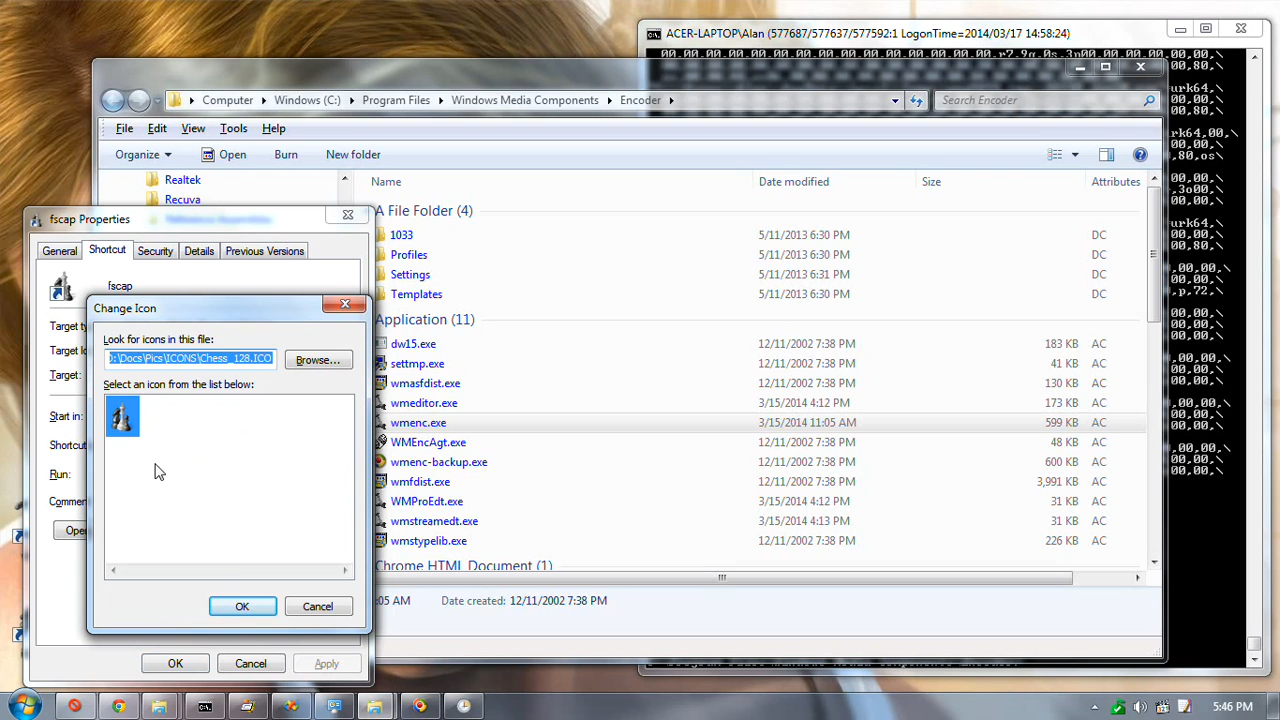 ACER-LAPTOP\Alan (577687/577637/577592:1 LogonTime=2014/03/17 14:58:24)
00,80,\
Computer
Windows (C:)
Program Files
Windows Media Components
Encoder
Search Encoder
File
Edit
View
Tools
Help
Organize
Open
Burn
New folder
Realtek
Recuva
Name
Date modified
Size
Attributes
A File Folder (4)
1033 5/11/2013 6:30 PM DC
Profiles 5/11/2013 6:30 PM DC
Settings 5/11/2013 6:31 PM DC
Templates 5/11/2013 6:30 PM DC
Application (11)
dw15.exe 12/11/2002 7:38 PM 183 KB AC
settmp.exe 12/11/2002 7:38 PM 41 KB AC
wmasfdist.exe 12/11/2002 7:38 PM 130 KB AC
wmeditor.exe 3/15/2014 4:12 PM 173 KB AC
wmenc.exe 3/15/2014 11:05 AM 599 KB AC
WMEncAgt.exe 12/11/2002 7:38 PM 48 KB AC
wmenc-backup.exe 12/11/2002 7:38 PM 600 KB AC
wmfdist.exe 12/11/2002 7:38 PM 3,991 KB AC
WMProEdt.exe 3/15/2014 4:12 PM 31 KB AC
wmstreamedt.exe 3/15/2014 4:13 PM 31 KB AC
wmstypelib.exe 12/11/2002 7:38 PM 226 KB AC
Chrome HTML Document (1)
:05 AM Date created: 12/11/2002 7:38 PM
fscap Properties
General
Shortcut
Security
Details
Previous Versions
fscap
Target ty
Target lo
Target:
Start in:
Shortcut
Run:
Comme
Open
Change Icon
Look for icons in this file:
D:\Docs\Pics\ICONS\Chess_128.ICO
Browse...
Select an icon from the list below:
OK
Cancel
OK
Cancel
Apply
5:46 PM